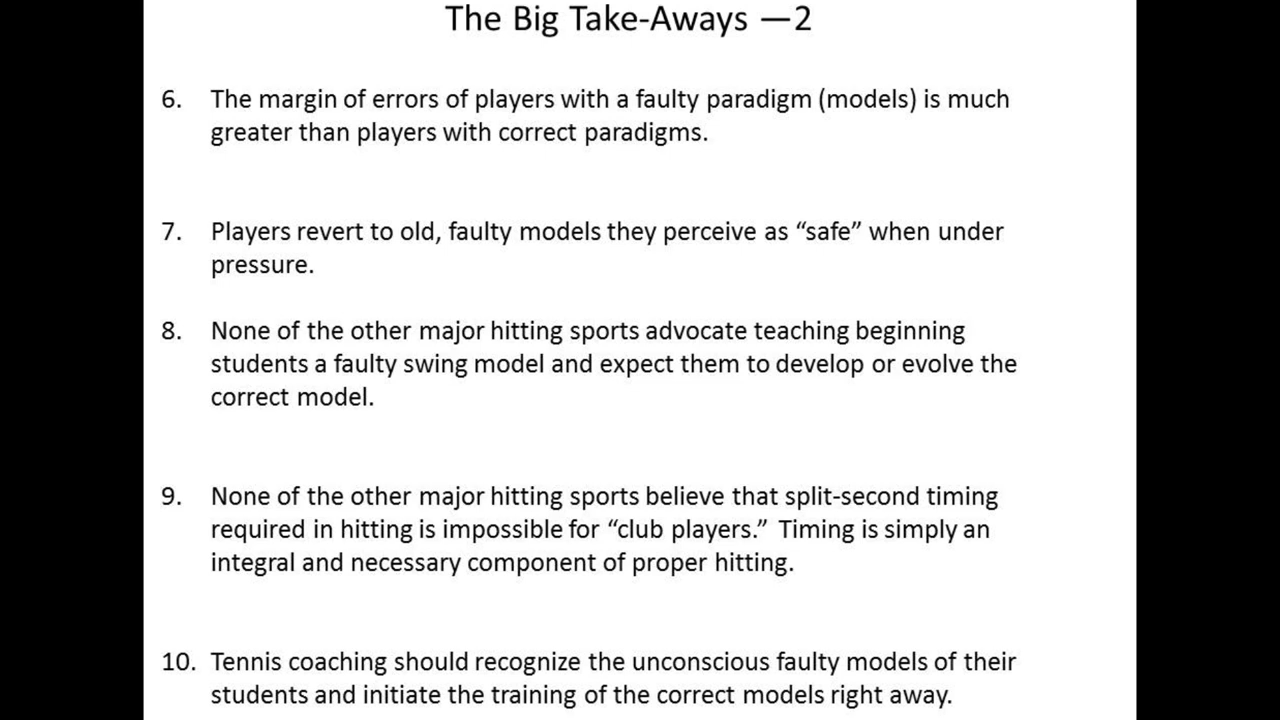 The Big Take-Aways —2
6. The margin of errors of players with a faulty paradigm (models) is much
greater than players with correct paradigms.
7. Players revert to old, faulty models they perceive as “safe” when under
pressure.
8. None of the other major hitting sports advocate teaching beginning
students a faulty swing model and expect them to develop or evolve the
correct model.
9. None of the other major hitting sports believe that split-second timing
required in hitting is impossible for “club players.” Timing is simply an
integral and necessary component of proper hitting.
10. Tennis coaching should recognize the unconscious faulty models of their
students and initiate the training of the correct models right away.